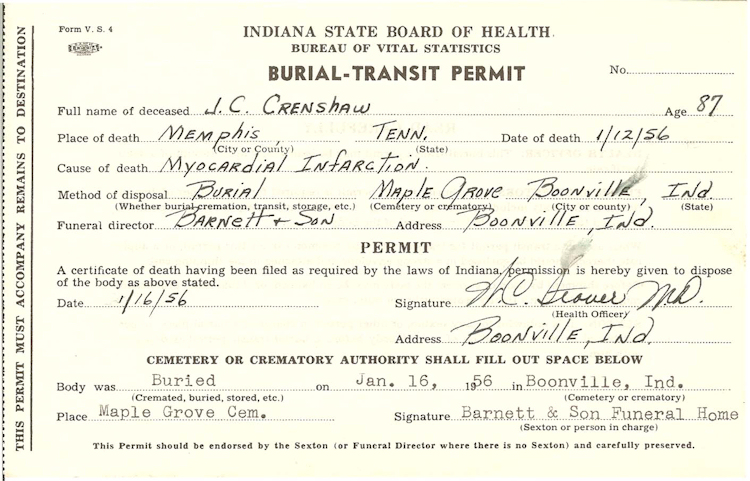 Form V. S. 4
INDIANA STATE BOARD OF HEALTH
BUREAU OF VITAL STATISTICS
BURIAL-TRANSIT PERMIT
No.
Full name of deceased J.C. CRENSHAW Age 87
Place of death MEMPHIS, TENN. Date of death 1/12/56
(City or County) (State)
Cause of death MYOCARDIAL INFARCTION.
Method of disposal BURIAL MAPLE GROVE BOONVILLE, IND
(Whether burial, cremation, transit, storage, etc.) (Cemetery or crematory) (City or county) (State)
Funeral director BARNETT + SON Address BOONVILLE, IND.
PERMIT
A certificate of death having been filed as required by the laws of Indiana, permission is hereby given to dispose
of the body as above stated.
Date 1/16/56 Signature M.D.
(Health Officer)
Address BOONVILLE, IND.
CEMETERY OR CREMATORY AUTHORITY SHALL FILL OUT SPACE BELOW
Body was Buried on Jan. 16, 1956 in Boonville, Ind.
(Cremated, buried, stored, etc.) (Cemetery or crematory)
Place Maple Grove Cem. Signature Barnett & Son Funeral Home
(Sexton or person in charge)
This Permit should be endorsed by the Sexton (or Funeral Director where there is no Sexton) and carefully preserved.
THIS PERMIT MUST ACCOMPANY REMAINS TO DESTINATION